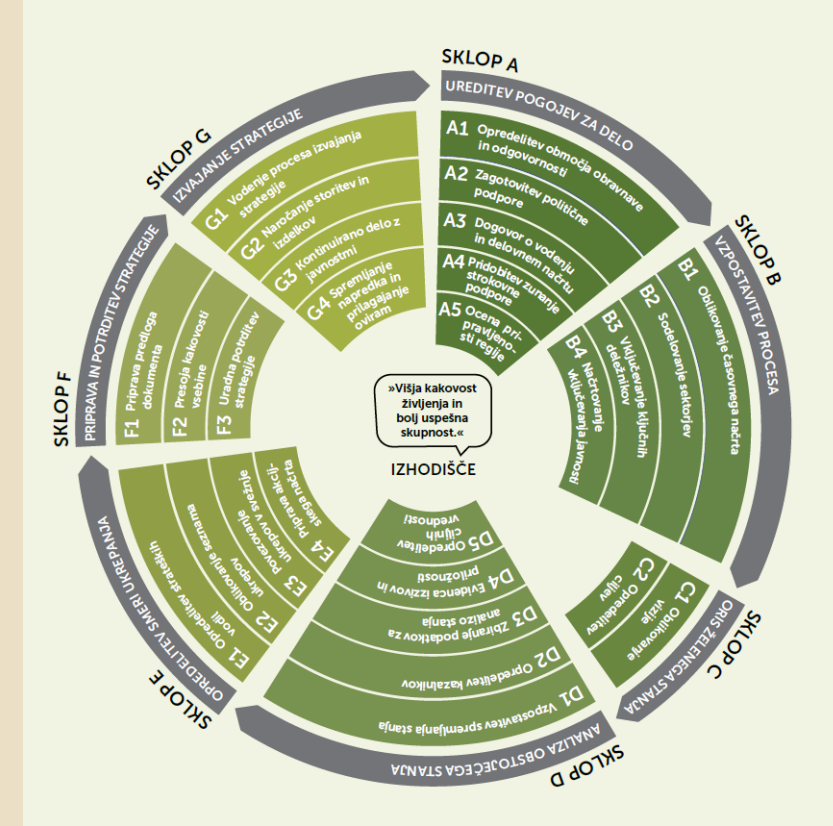 SKLOP A
UREDITEV POGOJEV ZA DELO
A1 Opredelitev območja obravnave
in odgovornosti
A2 Zagotovitev politične
podpore
A3 Dogovor o vodenju
in delovnem načrtu
A4 Pridobitev zunanje
strokovne
podpore
A5 Ocena pri-
pravljeno-
sti regije
SKLOP B
VZPOSTAVITEV PROCESA
B1 Oblikovanje časovnega načrta
B2 Sodelovanje sektorjev
B3 Vključevanje ključnih
deležnikov
B4 Načrtovanje
vključevanja javnosti
SKLOP C
ORIS ŽELENEGA STANJA
C1 Oblikovanje
vizije
C2 Opredelitev
ciljev
SKLOP D
ANALIZA OBSTOJEČEGA STANJA
D1 Vzpostavitev spremljanja stanja
D2 Opredelitev kazalnikov
D3 Zbiranje podatkov za
analizo stanja
D4 Evidenca izzivov in
priložnosti
D5 Opredelitev
ciljnih
vrednosti
SKLOP E
OPREDELITEV SMERI UKREPANJA
E1 Opredelitev strateških
vodil
E2 Oblikovanje seznama
ukrepov
E3 Povezovanje
ukrepov v svežnje
E4 Priprava akcij-
skega načrta
SKLOP F
PRIPRAVA IN POTRDITEV STRATEGIJE
F1 Priprava predloga
dokumenta
F2 Presoja kakovosti
vsebine
F3 Uradna potrditev
strategije
SKLOP G
IZVAJANJE STRATEGIJE
G1 Vodenje procesa izvajanja
strategije
G2 Naročanje storitev in
izdelkov
G3 Kontinuirano delo z
javnostmi
G4 Spremljanje
napredka in
prilagajanje
oviram
»Višja kakovost
življenja in
bolj uspešna
skupnost.«
IZHODIŠČE